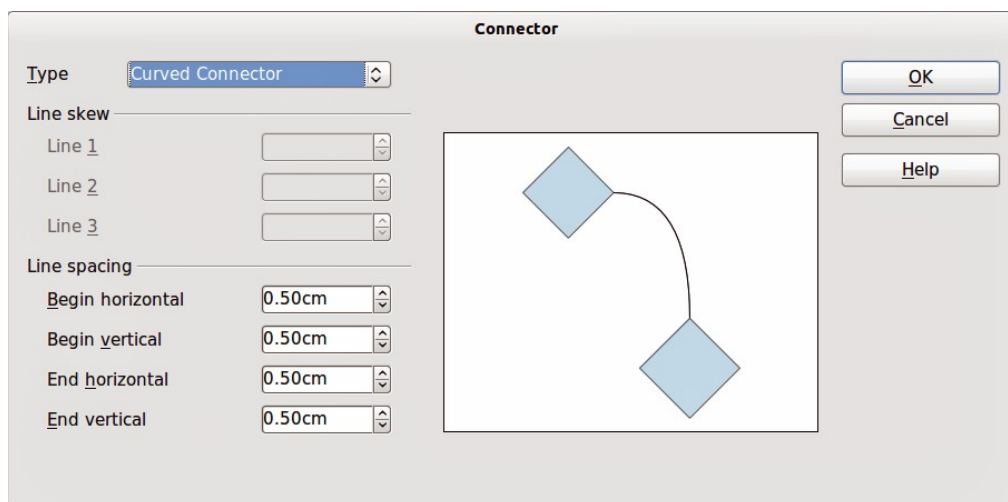 Connector
Type Curved Connector
OK
Cancel
Help
Line skew
Line 1
Line 2
Line 3
Line spacing
Begin horizontal 0.50cm
Begin vertical 0.50cm
End horizontal 0.50cm
End vertical 0.50cm